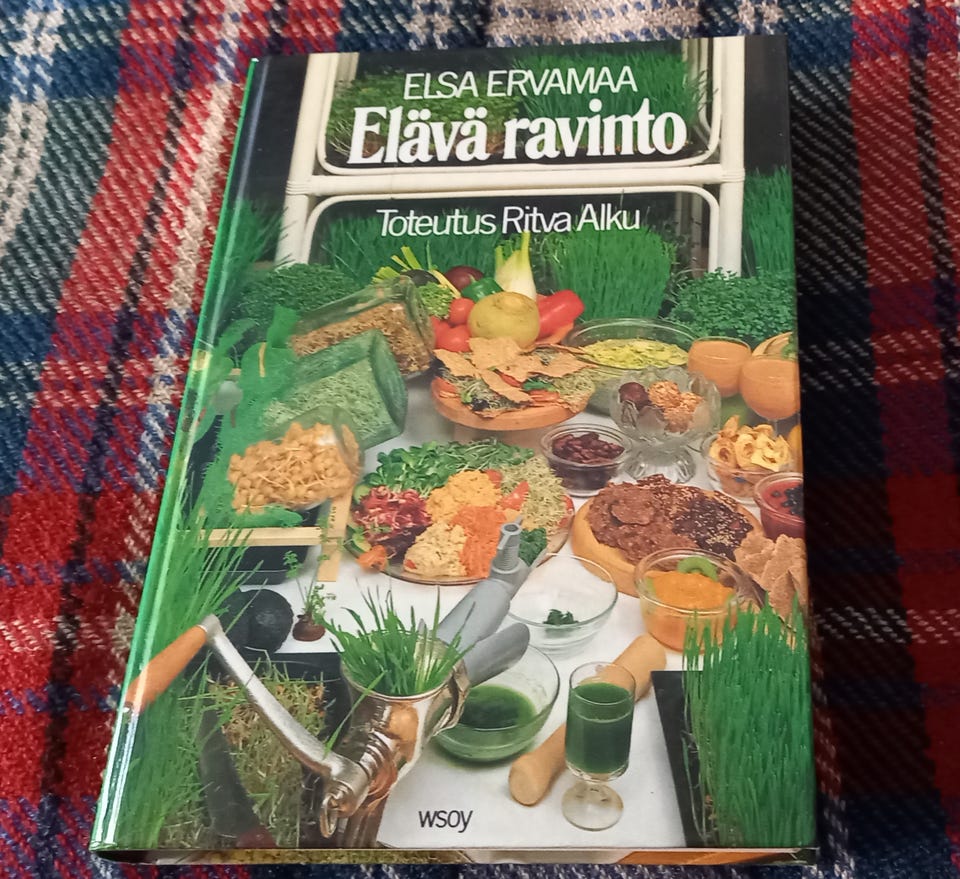 ELSA ERVAMAA
Elävä ravinto
Toteutus Ritva Alku
wsoy